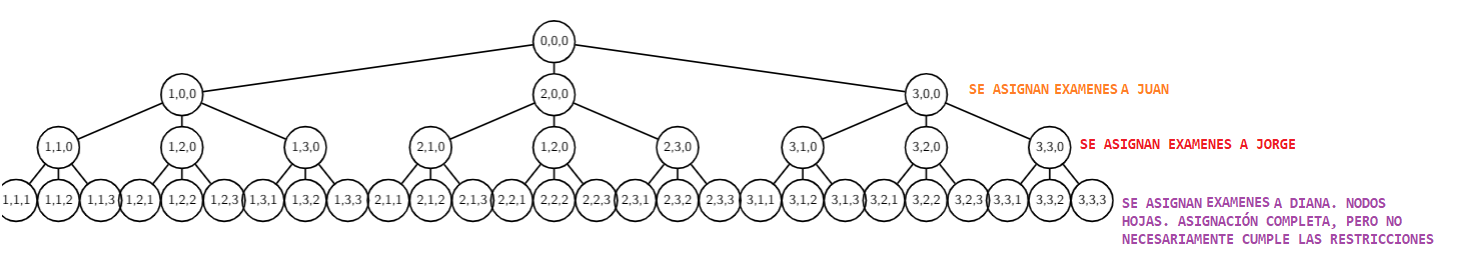 0,0,0
1,0,0 2,0,0 3,0,0 SE ASIGNAN EXAMENES A JUAN
1,1,0 1,2,0 1,3,0 2,1,0 1,2,0 2,3,0 3,1,0 3,2,0 3,3,0 SE ASIGNAN EXAMENES A JORGE
1,1,1 1,1,2 1,1,3 1,2,1 1,2,2 1,2,3 1,3,1 1,3,2 1,3,3 2,1,1 2,1,2 2,1,3 2,2,1 2,2,2 2,2,3 2,3,1 2,3,2 2,3,3 3,1,1 3,1,2 3,1,3 3,2,1 3,2,2 3,2,3 3,3,1 3,3,2 3,3,3
SE ASIGNAN EXAMENES A DIANA. NODOS
HOJAS. ASIGNACIÓN COMPLETA, PERO NO
NECESARIAMENTE CUMPLE LAS RESTRICCIONES